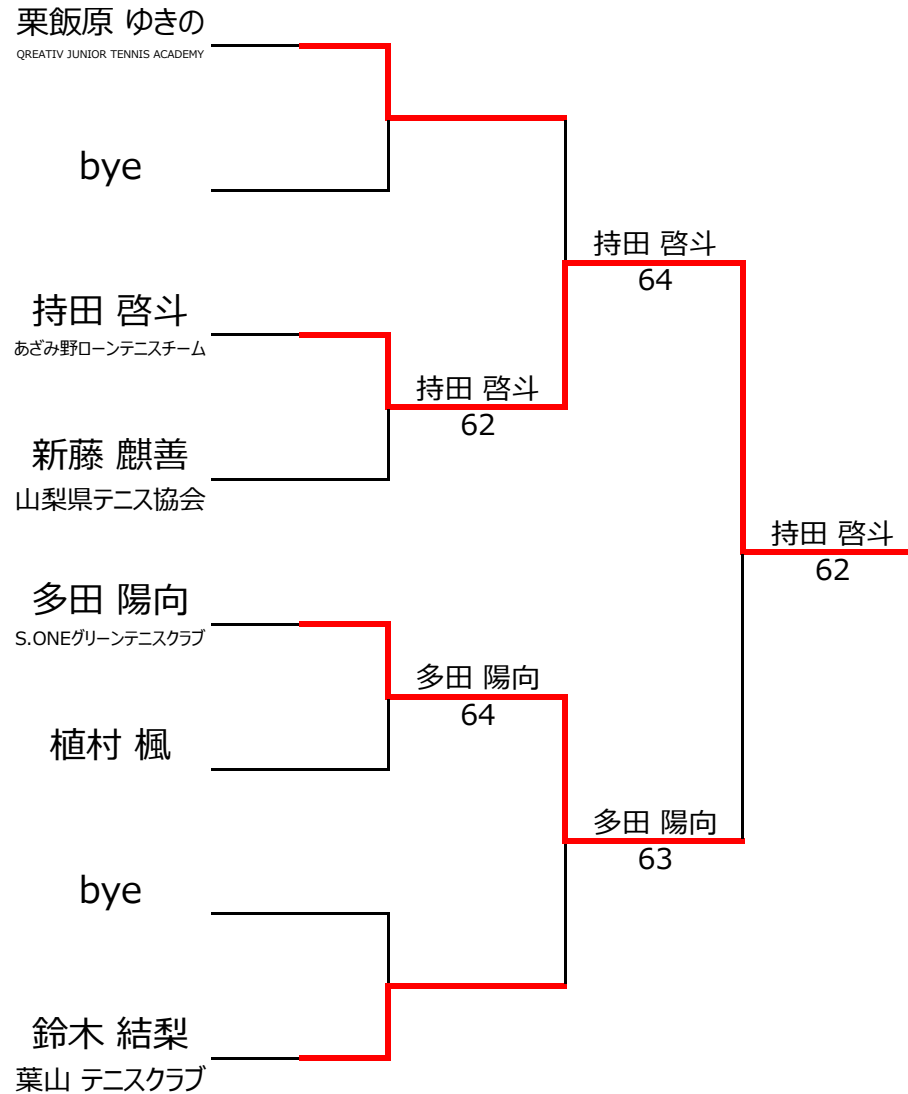 栗飯原 ゆきの
QREATIV JUNIOR TENNIS ACADEMY
bye
持田 啓斗
64
持田 啓斗
あざみ野ローンテニスチーム
持田 啓斗
62
新藤 麒善
山梨県テニス協会
持田 啓斗
62
多田 陽向
S.ONEグリーンテニスクラブ
多田 陽向
64
植村 楓
多田 陽向
63
bye
鈴木 結梨
葉山 テニスクラブ